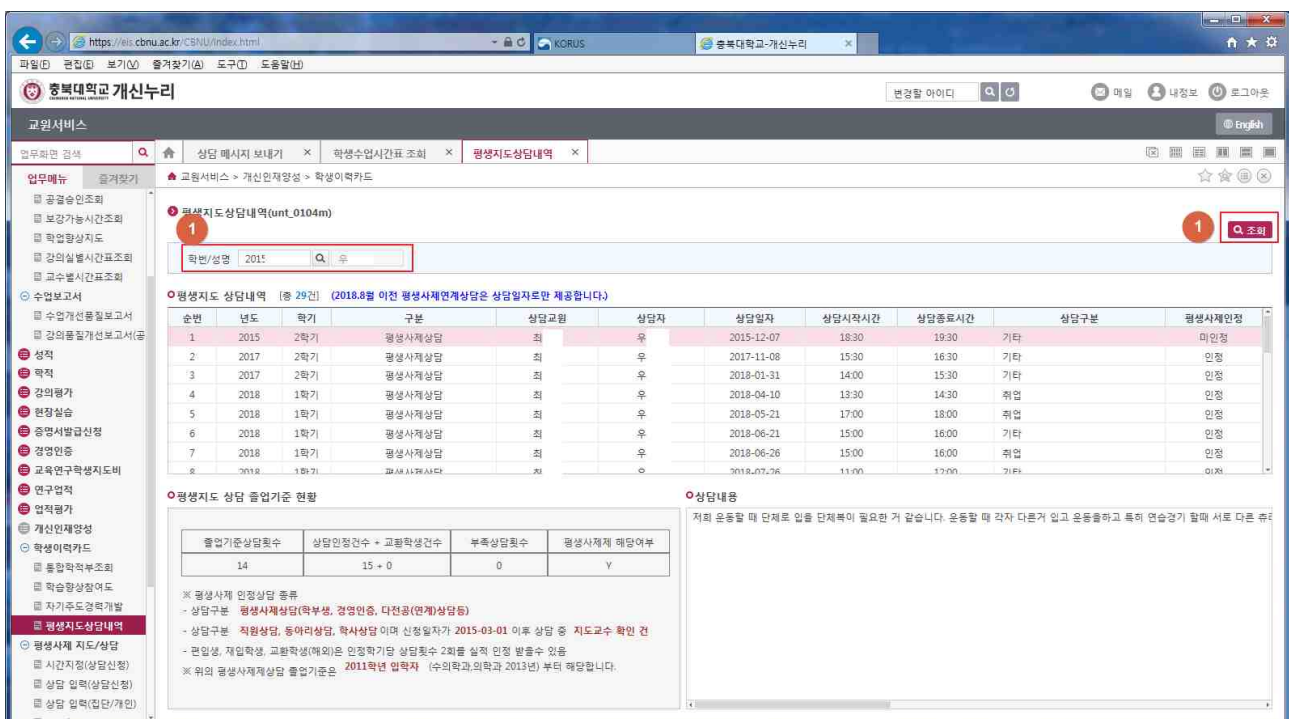 https://eis.cbnu.ac.kr/CBNU/index.html
KORUS
충북대학교-개신누리
파일(F) 편집(E) 보기(V) 즐겨찾기(A) 도구(T) 도움말(H)
충북대학교 개신누리
변경할 아이디
메일 내정보 로그아웃
교원서비스
English
업무화면 검색
상담 메시지 보내기 × 학생수업시간표 조회 × 평생지도상담내역 ×
업무메뉴 즐겨찾기
교원서비스 > 개신인재양성 > 학생이력카드
공결승인조회
보강가능시간조회
학업향상지도
강의실별시간표조회
교수별시간표조회
수업보고서
수업개선품질보고서
강의품질개선보고서(공
성적
학적
강의평가
현장실습
증명서발급신청
경영인증
교육연구학생지도비
연구업적
업적평가
개신인재양성
학생이력카드
통합학적부조회
학습향상참여도
자기주도경력개발
평생지도상담내역
평생사제 지도/상담
시간지정(상담신청)
상담 입력(상담신청)
상담 입력(집단/개인)
평생지도상담내역(unt_0104m)
1
1
조회
학번/성명 2015 우
평생지도 상담내역 [총 29건] (2018.8월 이전 평생사제연계상담은 상담일자로만 제공합니다.)
순번 년도 학기 구분 상담교원 상담자 상담일자 상담시작시간 상담종료시간 상담구분 평생사제인정
1 2015 2학기 평생사제상담 최 우 2015-12-07 18:30 19:30 기타 미인정
2 2017 2학기 평생사제상담 최 우 2017-11-08 15:30 16:30 기타 인정
3 2017 2학기 평생사제상담 최 우 2018-01-31 14:00 15:30 기타 인정
4 2018 1학기 평생사제상담 최 우 2018-04-10 13:30 14:30 취업 인정
5 2018 1학기 평생사제상담 최 우 2018-05-21 17:00 18:00 취업 인정
6 2018 1학기 평생사제상담 최 우 2018-06-21 15:00 16:00 기타 인정
7 2018 1학기 평생사제상담 최 우 2018-06-26 15:00 16:00 취업 인정
8 2018 1학기 평생사제상담 최 우 2018-07-26 11:00 12:00 기타 인정
평생지도 상담 졸업기준 현황
졸업기준상담횟수 상담인정건수 + 교환학생건수 부족상담횟수 평생사제제 해당여부
14 15 + 0 0 Y
※ 평생사제 인정상담 종류
- 상담구분 평생사제상담(학부생, 경영인증, 다전공(연계)상담등)
- 상담구분 직원상담, 동아리상담, 학사상담 이며 신청일자가 2015-03-01 이후 상담 중 지도교수 확인 건
- 편입생, 재입학생, 교환학생(해외)은 인정학기당 상담횟수 2회를 실적 인정 받을수 있음
※ 위의 평생사제제상담 졸업기준은 2011학년 입학자 (수의학과,의학과 2013년) 부터 해당합니다.
상담내용
저희 운동할 때 단체로 입을 단체복이 필요한 거 같습니다. 운동할 때 각자 다른거 입고 운동을하고 특히 연습경기 할때 서로 다른 츄리